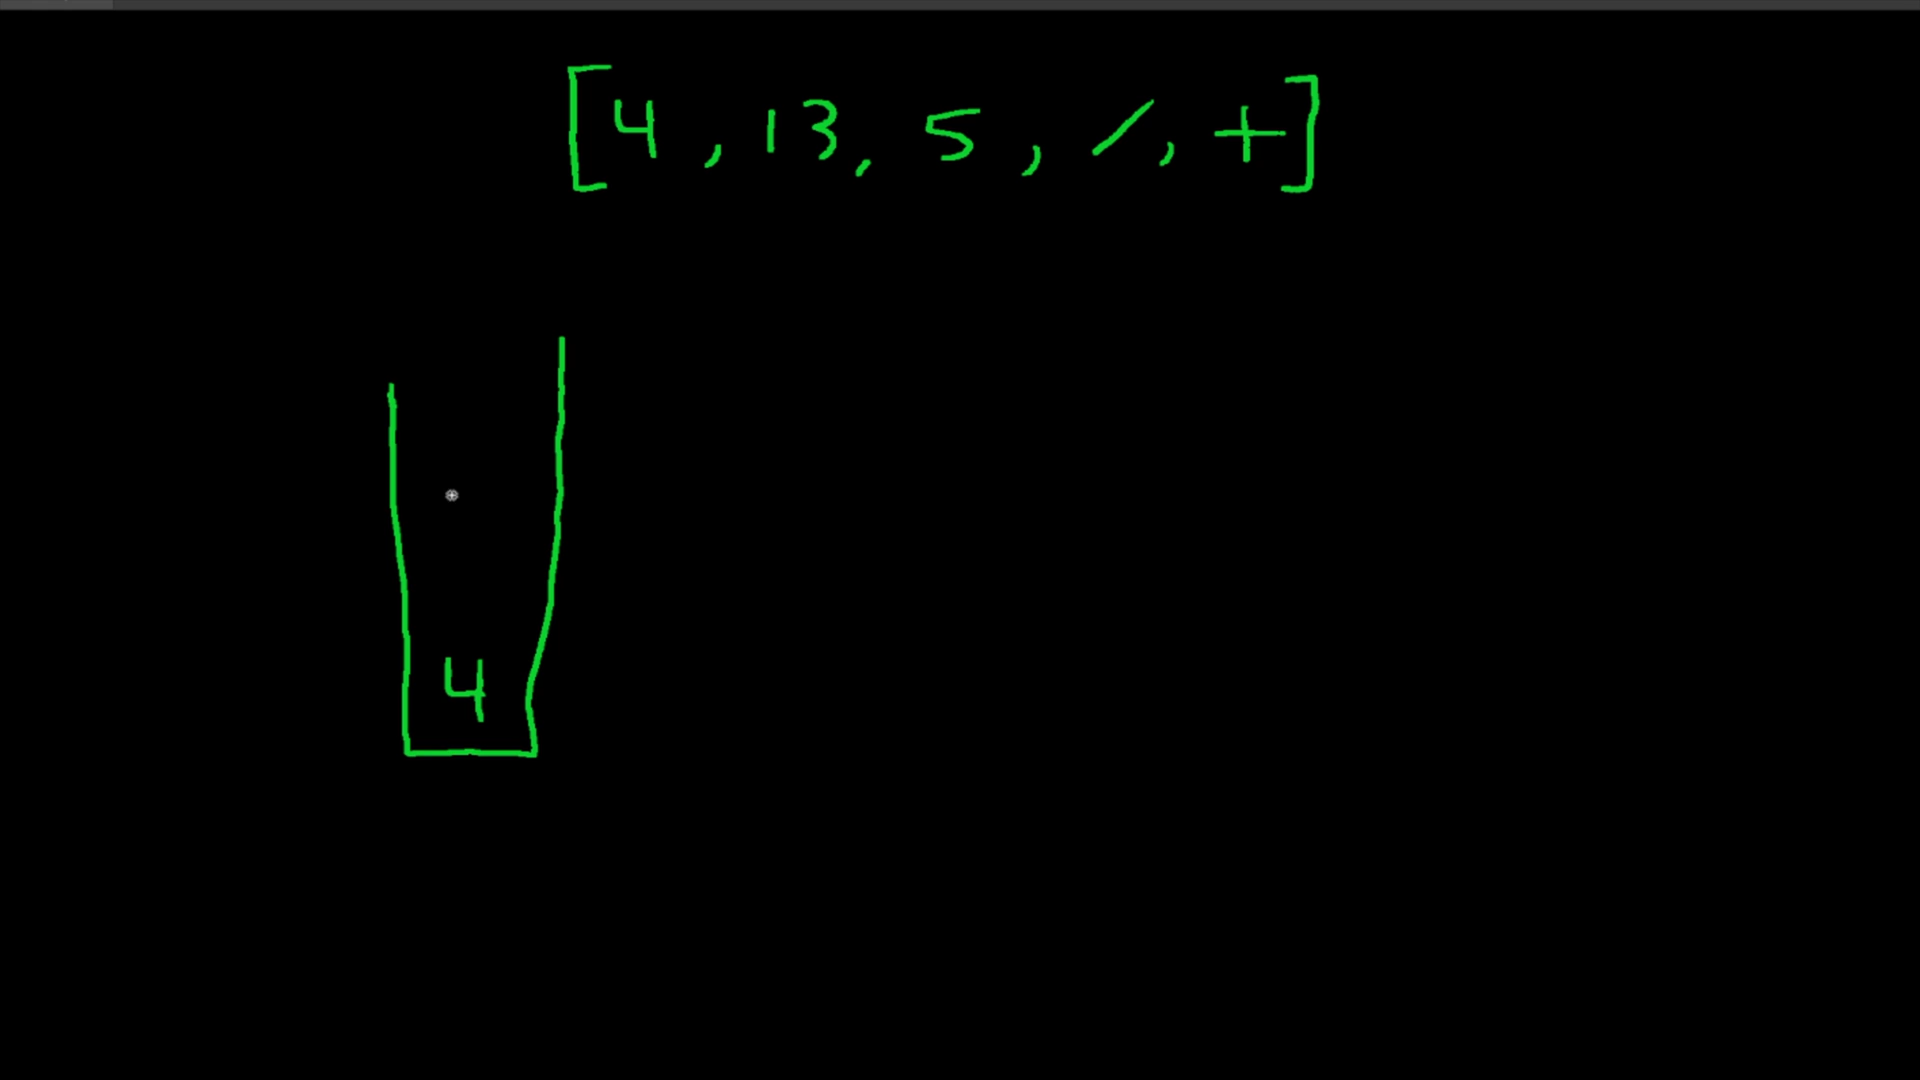 [4, 13, 5, /, +]
4